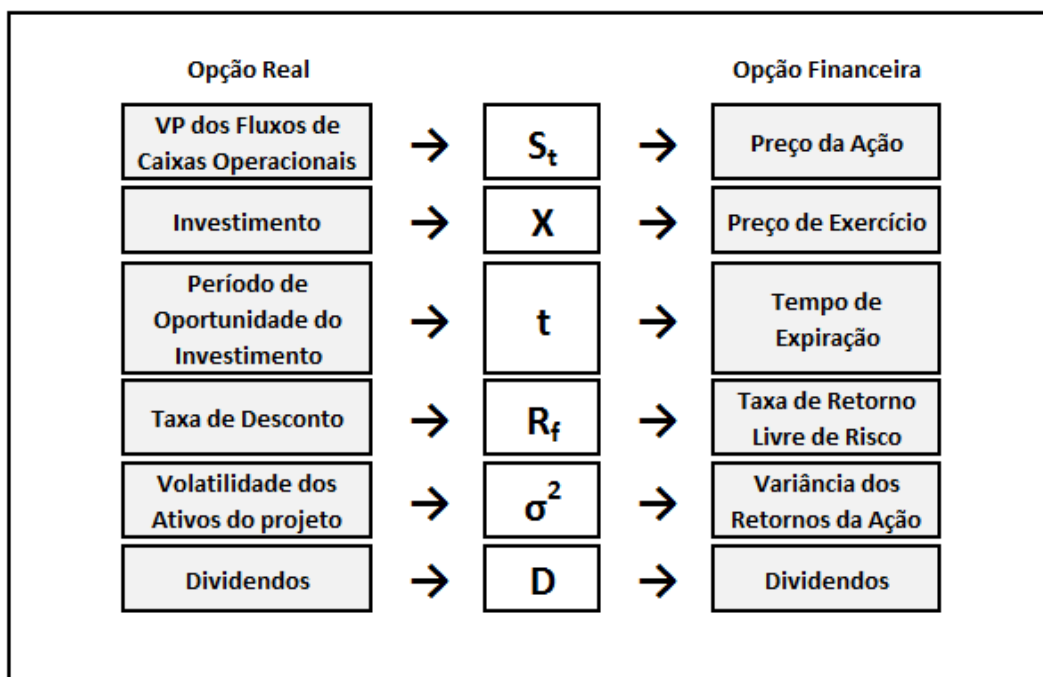 Opção Real
Opção Financeira
VP dos Fluxos de
Caixas Operacionais
→
S_t
→
Preço da Ação
Investimento
→
X
→
Preço de Exercício
Período de
Oportunidade do
Investimento
→
t
→
Tempo de
Expiração
Taxa de Desconto
→
R_f
→
Taxa de Retorno
Livre de Risco
Volatilidade dos
Ativos do projeto
→
σ²
→
Variância dos
Retornos da Ação
Dividendos
→
D
→
Dividendos